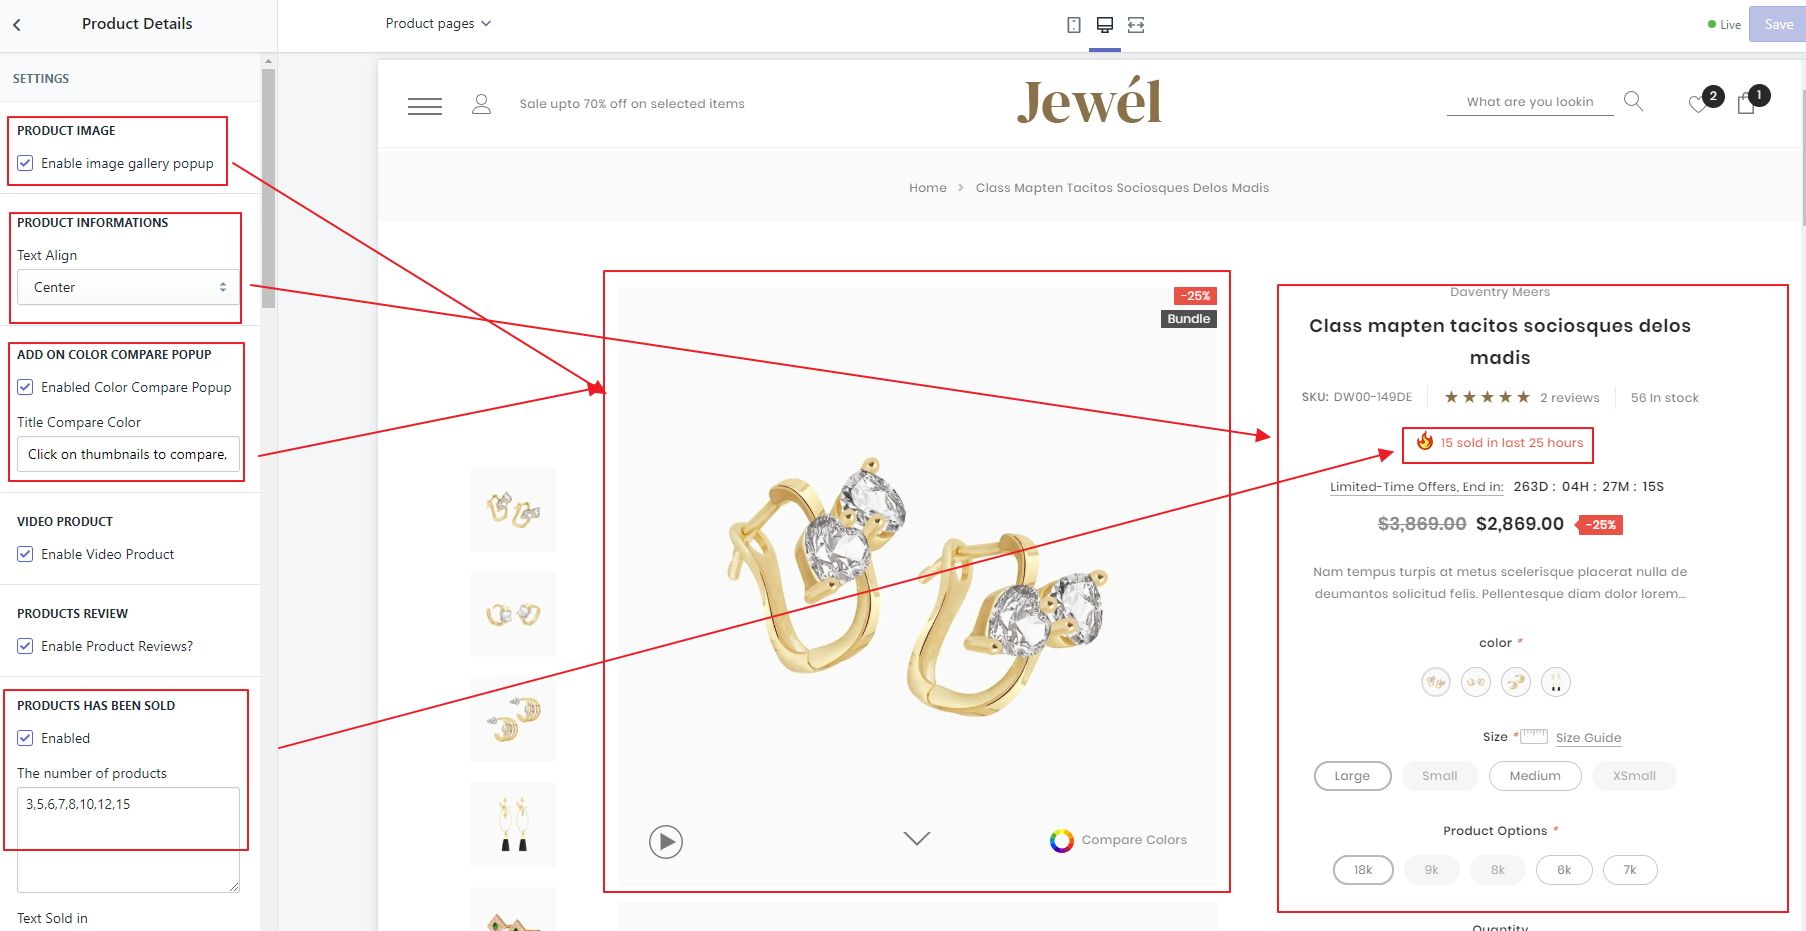 Product Details
Product pages
Live
Save
SETTINGS
PRODUCT IMAGE
Enable image gallery popup
PRODUCT INFORMATIONS
Text Align
Center
ADD ON COLOR COMPARE POPUP
Enabled Color Compare Popup
Title Compare Color
Click on thumbnails to compare,
VIDEO PRODUCT
Enable Video Product
PRODUCTS REVIEW
Enable Product Reviews?
PRODUCTS HAS BEEN SOLD
Enabled
The number of products
3,5,6,7,8,10,12,15
Text Sold in
Sale upto 70% off on selected items
Jewél
What are you lookin
2
1
Home > Class Mapten Tacitos Sociosques Delos Madis
-25%
Bundle
Compare Colors
Daventry Meers
Class mapten tacitos sociosques delos
madis
SKU: DW00-149DE
2 reviews
56 In stock
15 sold in last 25 hours
Limited-Time Offers, End in: 263D : 04H : 27M : 15S
$3,869.00 $2,869.00 -25%
Nam tempus turpis at metus scelerisque placerat nulla de
deumantos solicitud felis. Pellentesque diam dolor lorem...
color *
Size * Size Guide
Large Small Medium XSmall
Product Options *
18k 9k 8k 6k 7k
Quantity